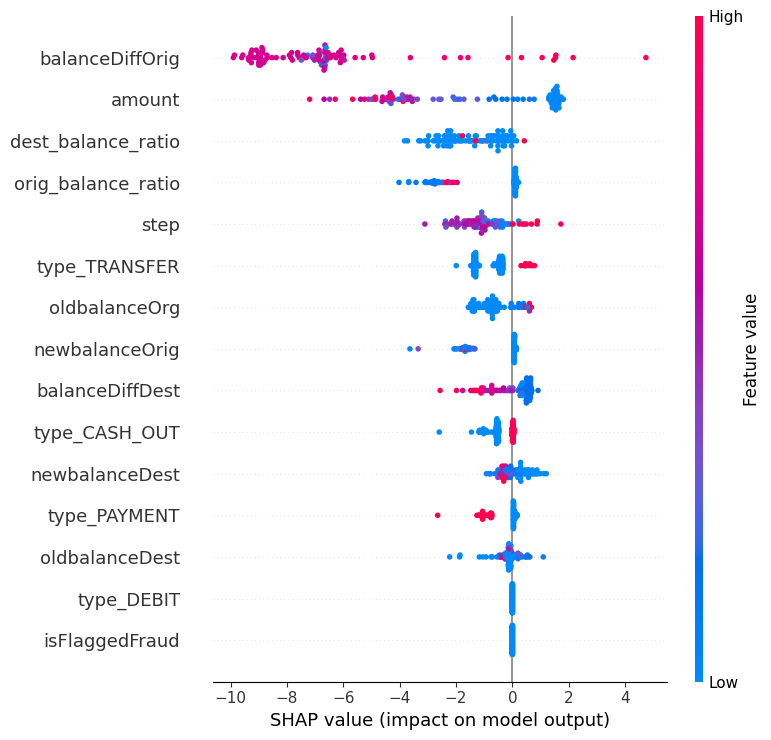 High
balanceDiffOrig
amount
dest_balance_ratio
orig_balance_ratio
step
type_TRANSFER
oldbalanceOrg
newbalanceOrig
balanceDiffDest
type_CASH_OUT
newbalanceDest
type_PAYMENT
oldbalanceDest
type_DEBIT
isFlaggedFraud
Feature value
Low
−10 −8 −6 −4 −2 0 2 4
SHAP value (impact on model output)